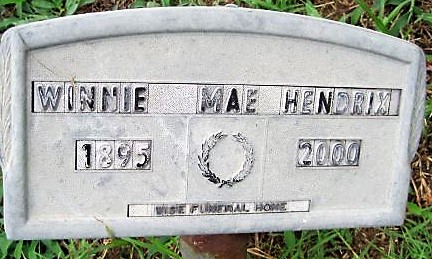 WINNIE MAE HENDRIX
1895 2000
WISE FUNERAL HOME